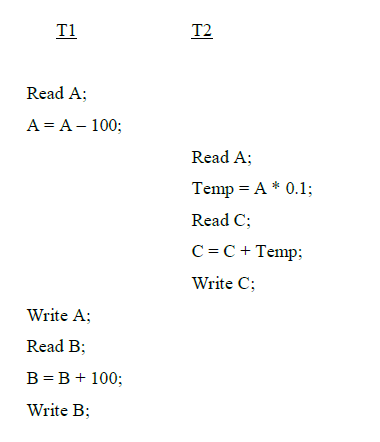 T1 T2
Read A;
A = A – 100;
Read A;
Temp = A * 0.1;
Read C;
C = C + Temp;
Write C;
Write A;
Read B;
B = B + 100;
Write B;